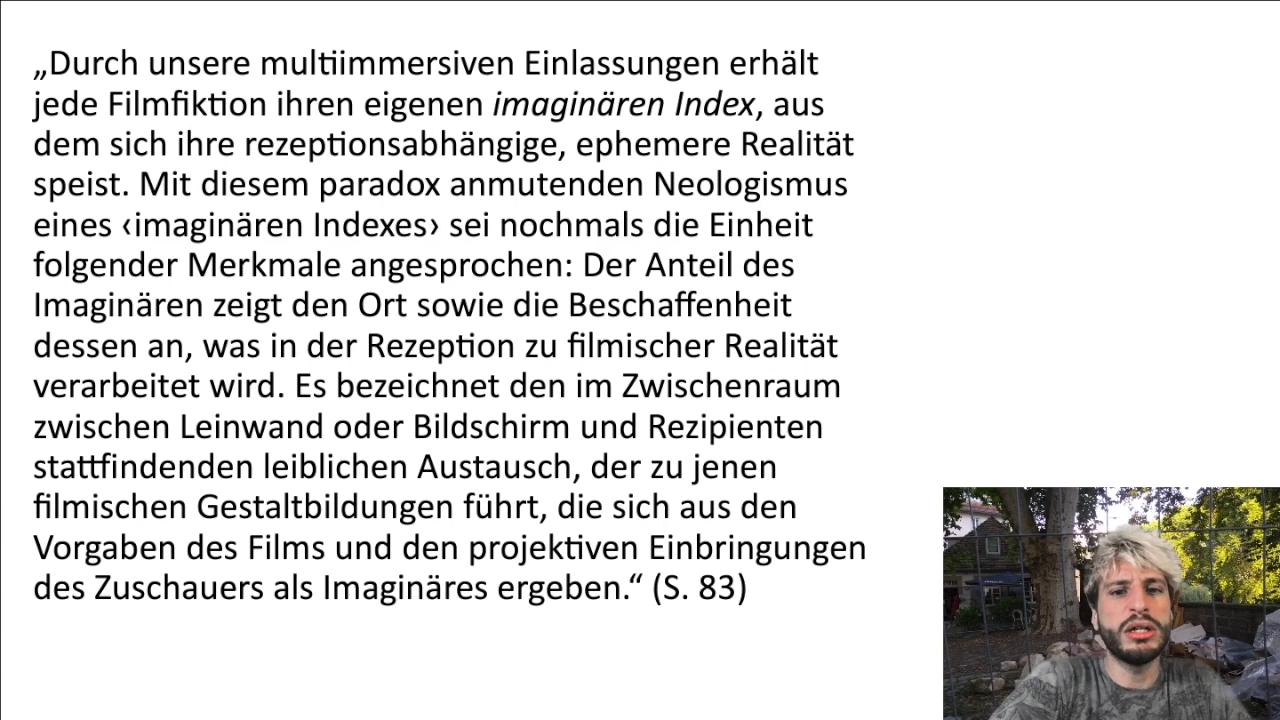 „Durch unsere multiimmersiven Einlassungen erhält
jede Filmfiktion ihren eigenen imaginären Index, aus
dem sich ihre rezeptionsabhängige, ephemere Realität
speist. Mit diesem paradox anmutenden Neologismus
eines ‹imaginären Indexes› sei nochmals die Einheit
folgender Merkmale angesprochen: Der Anteil des
Imaginären zeigt den Ort sowie die Beschaffenheit
dessen an, was in der Rezeption zu filmischer Realität
verarbeitet wird. Es bezeichnet den im Zwischenraum
zwischen Leinwand oder Bildschirm und Rezipienten
stattfindenden leiblichen Austausch, der zu jenen
filmischen Gestaltbildungen führt, die sich aus den
Vorgaben des Films und den projektiven Einbringungen
des Zuschauers als Imaginäres ergeben.“ (S. 83)